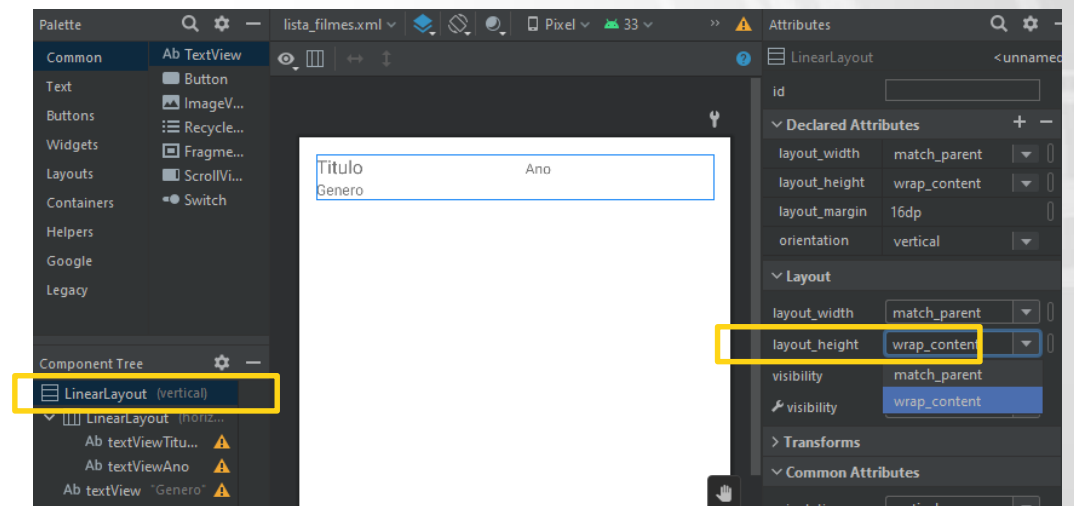 Palette
Common
Text
Buttons
Widgets
Layouts
Containers
Helpers
Google
Legacy
Ab TextView
Button
ImageV...
Recycle...
Fragme...
ScrollVi...
Switch
Component Tree
LinearLayout (vertical)
LinearLayout (horiz...
Ab textViewTitu...
Ab textViewAno
Ab textView "Genero"
lista_filmes.xml
Pixel
33
Titulo
Ano
Genero
Attributes
LinearLayout <unnamed
id
Declared Attributes
layout_width match_parent
layout_height wrap_content
layout_margin 16dp
orientation vertical
Layout
layout_width match_parent
layout_height wrap_content
match_parent
wrap_content
visibility
visibility
Transforms
Common Attributes